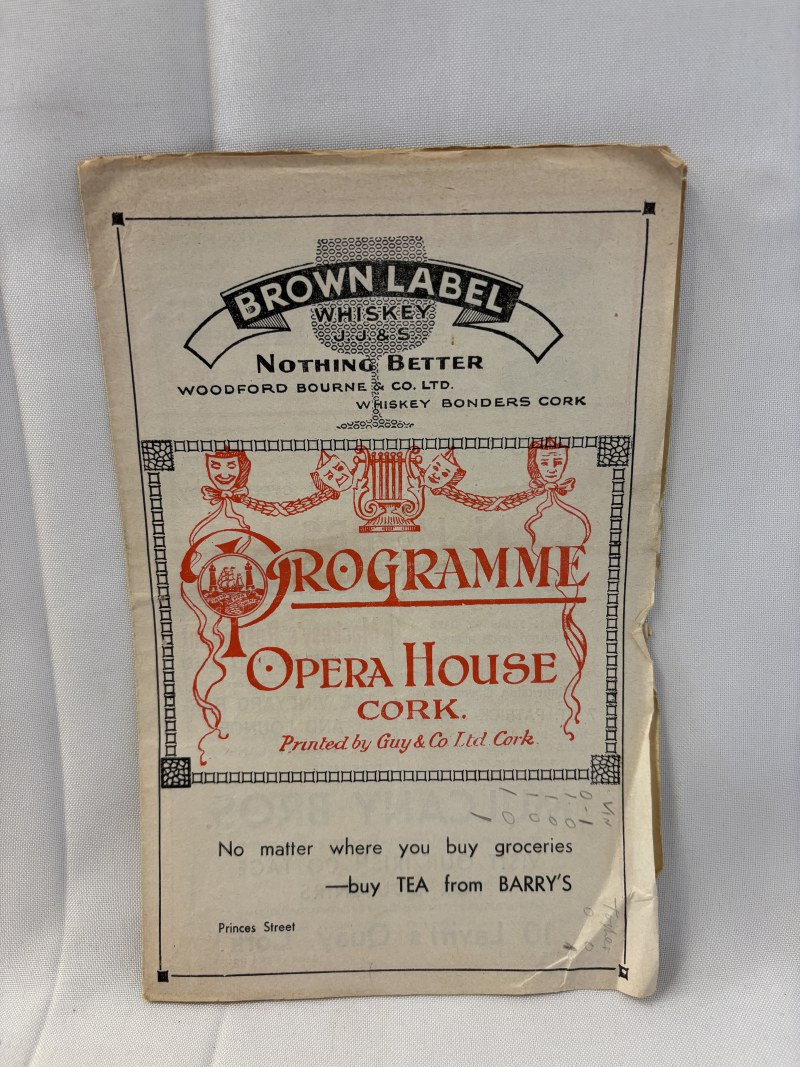 BROWN LABEL
WHISKEY
J.J.& S.
NOTHING BETTER
WOODFORD BOURNE & CO. LTD.
WHISKEY BONDERS CORK
PROGRAMME
OPERA HOUSE
CORK.
Printed by Guy & Co Ltd. Cork.
No matter where you buy groceries
—buy TEA from BARRY'S
Princes Street